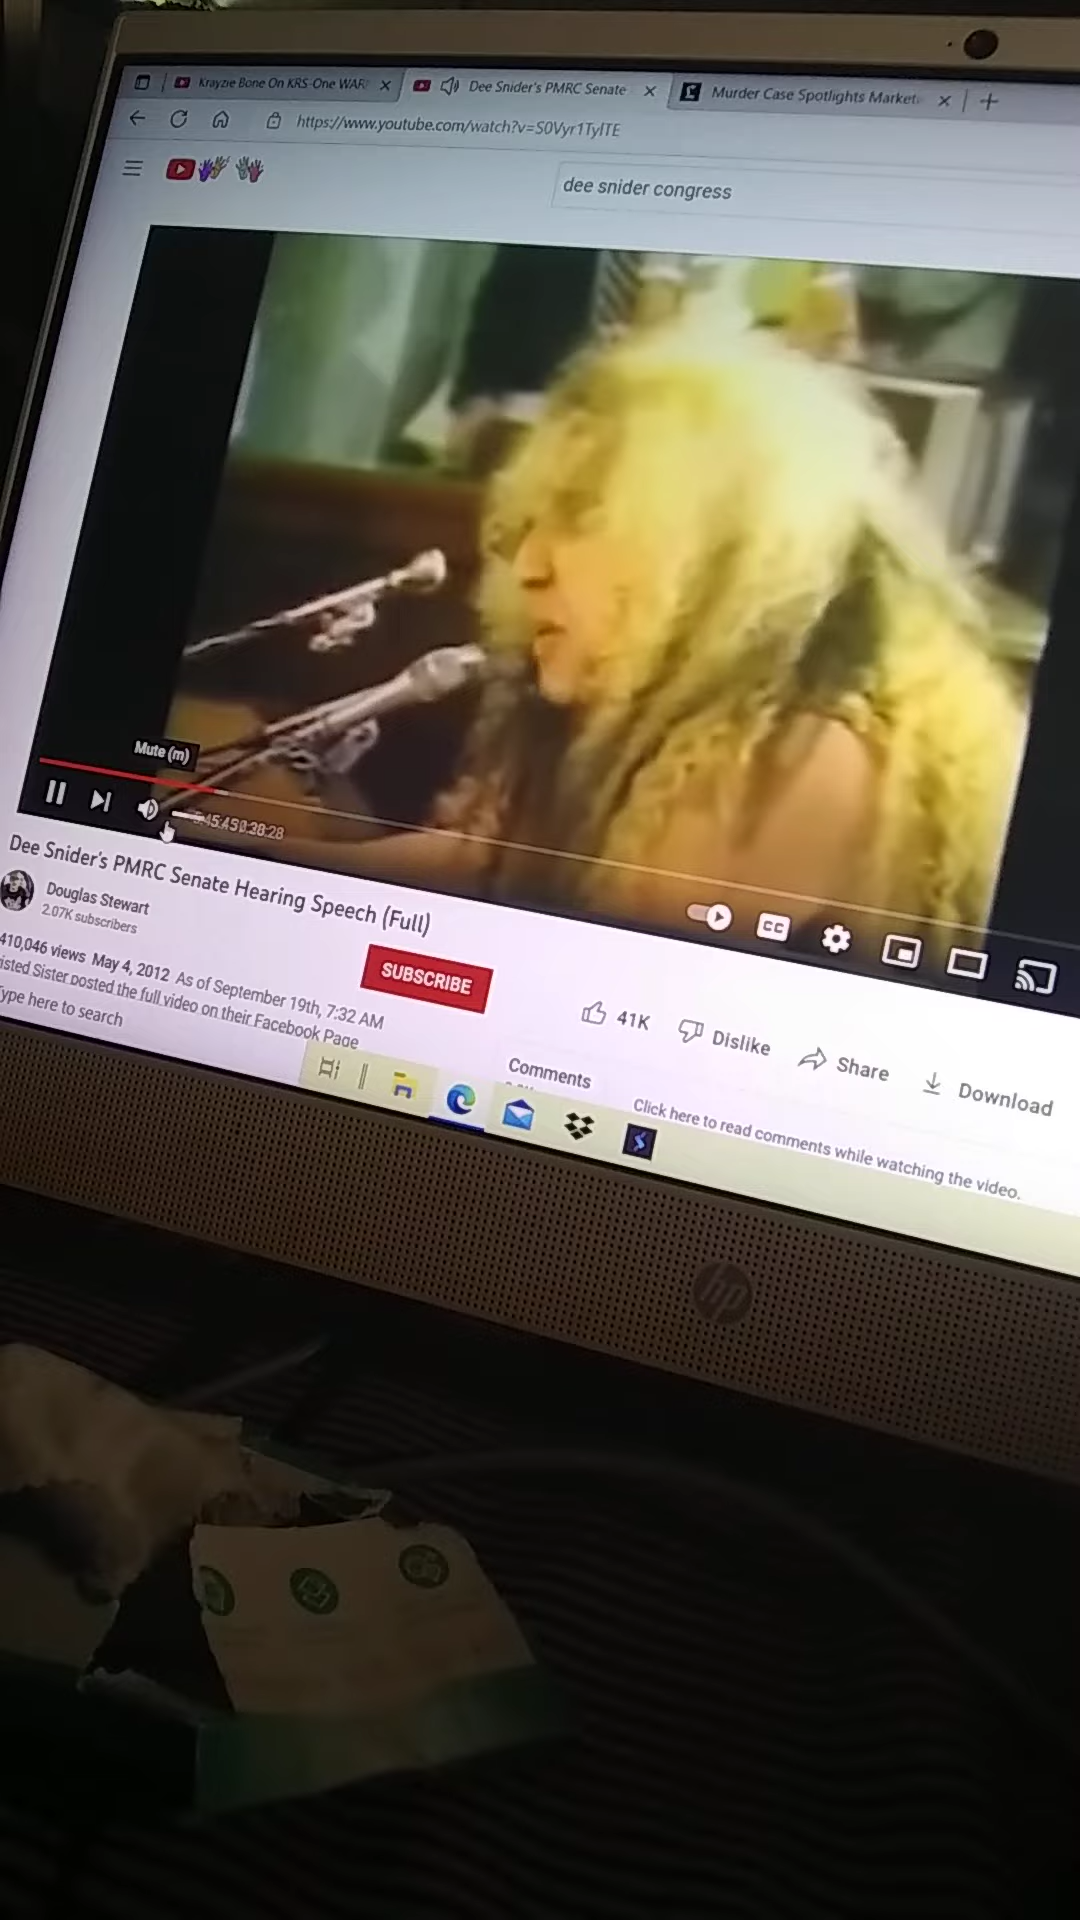 Krayzie Bone On KRS-One WAR
Dee Snider's PMRC Senate
Murder Case Spotlights Marketi
https://www.youtube.com/watch?v=S0Vyr1TylTE
dee snider congress
Mute (m)
Dee Snider's PMRC Senate Hearing Speech (Full)
Douglas Stewart
2.07K subscribers
SUBSCRIBE
41K
Dislike
Share
Download
410,046 views May 4, 2012 As of September 19th, 7:32 AM
isted Sister posted the full video on their Facebook Page
ype here to search
Comments
Click here to read comments while watching the video.
CC
hp